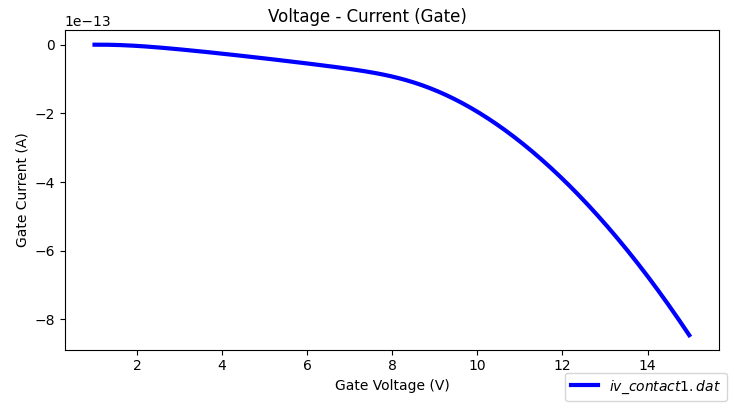 Voltage - Current (Gate)
1e−13
0
−2
−4
−6
−8
Gate Current (A)
2 4 6 8 10 12 14
Gate Voltage (V)
iv_contact1.dat